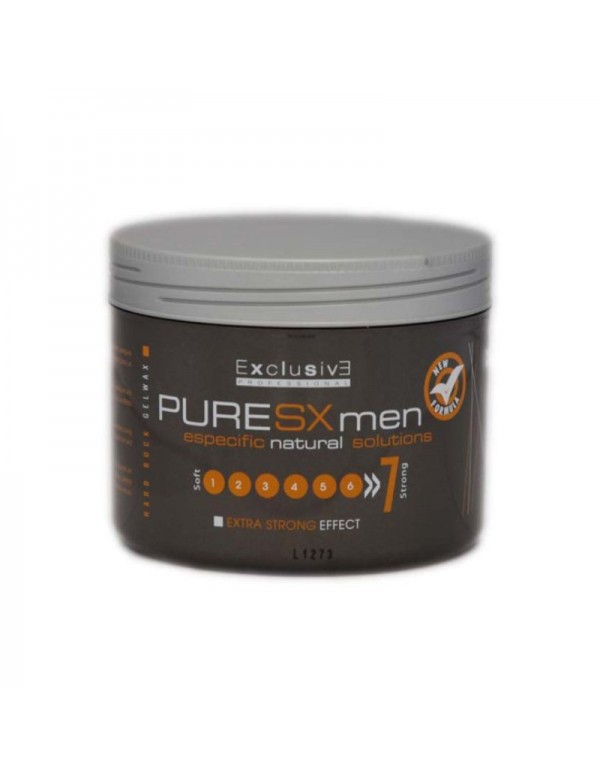 ExclusivE
PROFESSIONAL
PURESXmen
especific natural solutions
Soft 1 2 3 4 5 6 7 Strong
EXTRA STRONG EFFECT
L1273
NEW
FORMULA
HARD ROCK GELWAX